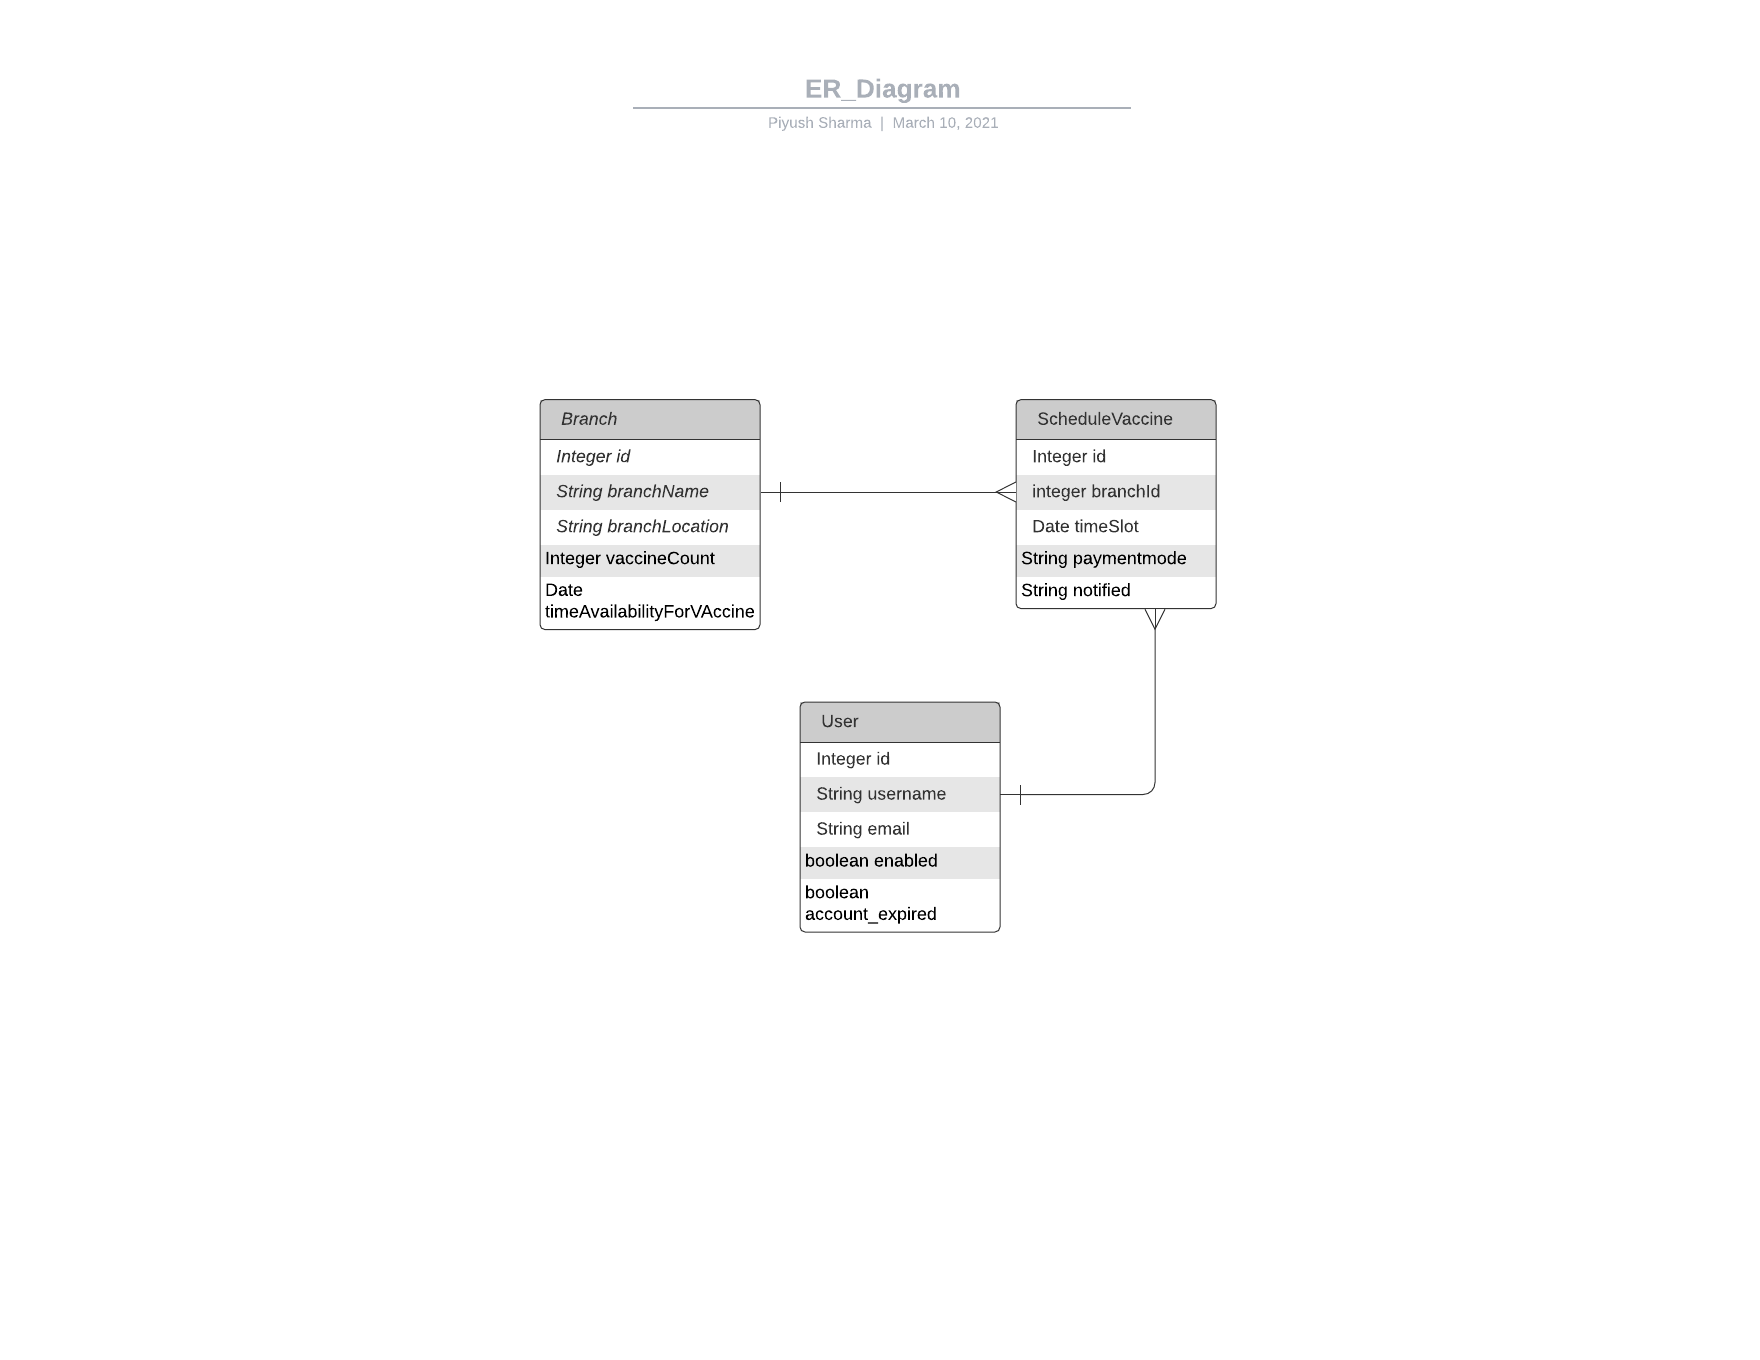 ER_Diagram
Piyush Sharma | March 10, 2021
Branch
Integer id
String branchName
String branchLocation
Integer vaccineCount
Date
timeAvailabilityForVAccine
ScheduleVaccine
Integer id
integer branchId
Date timeSlot
String paymentmode
String notified
User
Integer id
String username
String email
boolean enabled
boolean
account_expired